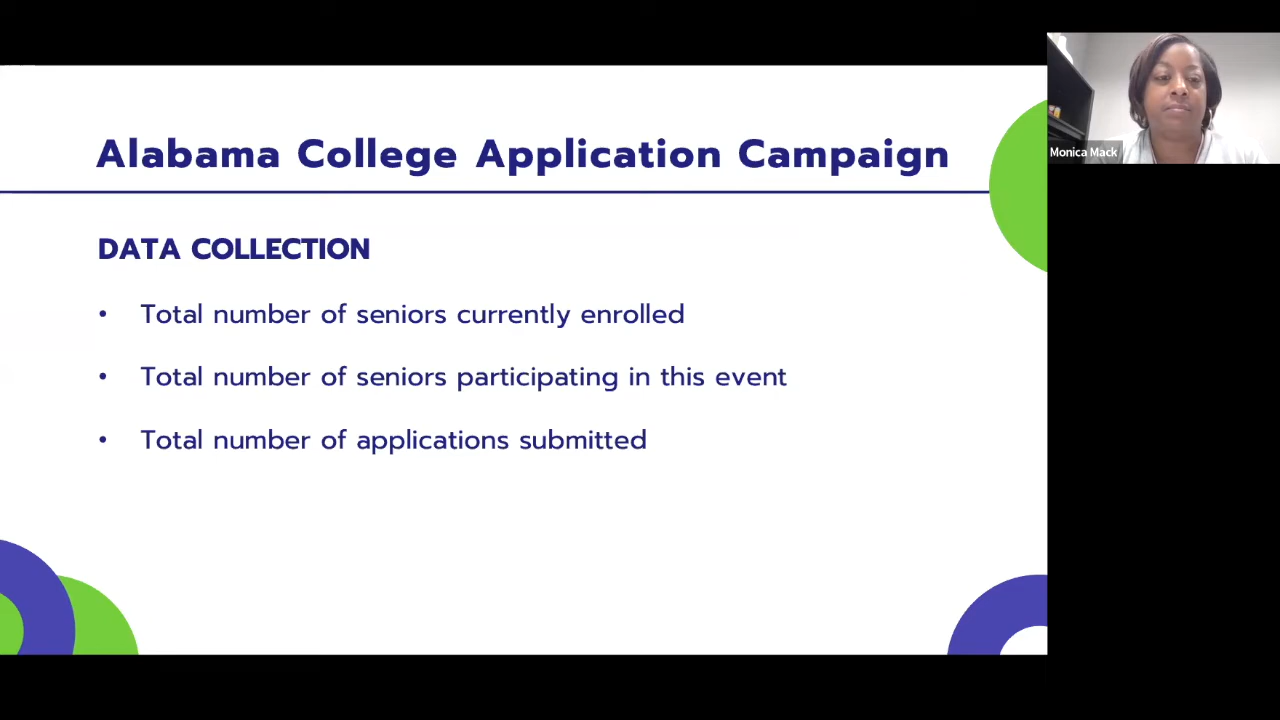 Alabama College Application Campaign
DATA COLLECTION
• Total number of seniors currently enrolled
• Total number of seniors participating in this event
• Total number of applications submitted
Monica Mack